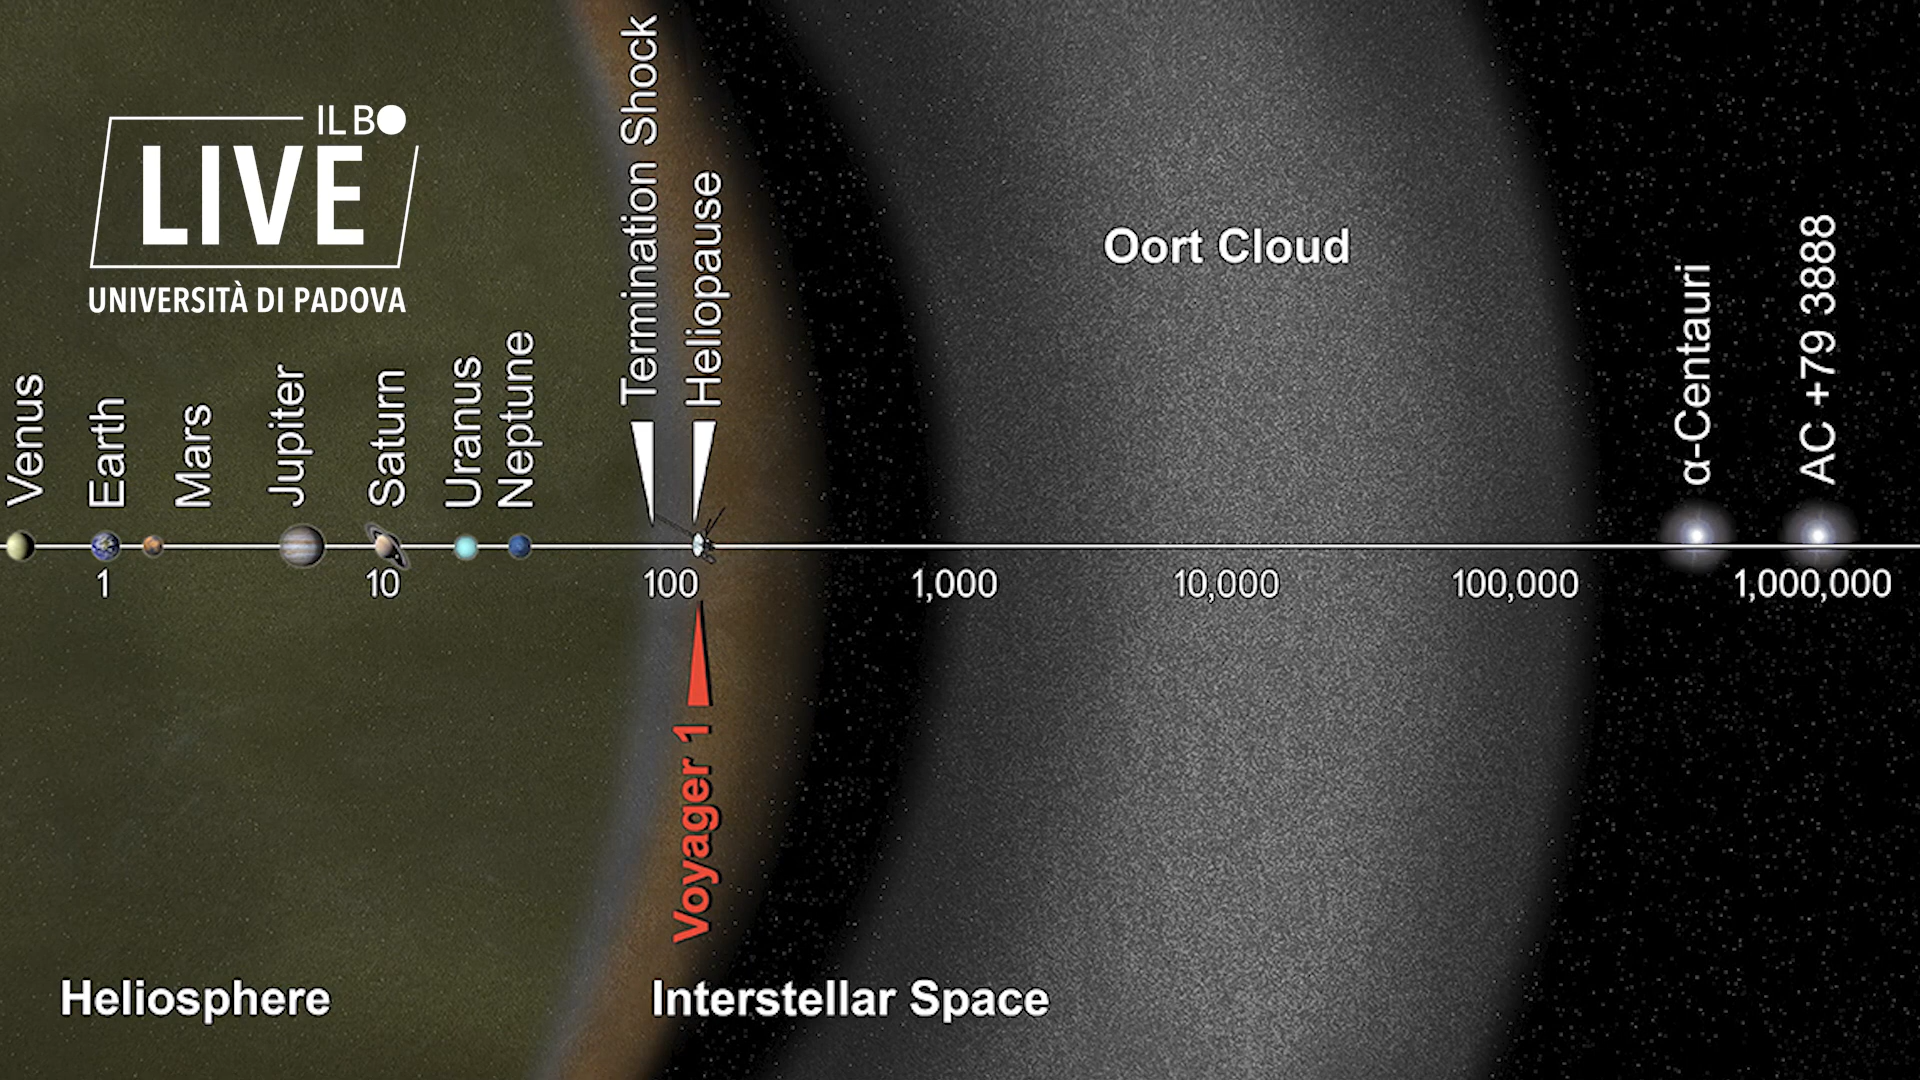 IL BO
LIVE
UNIVERSITÀ DI PADOVA
Venus
Earth
Mars
Jupiter
Saturn
Uranus
Neptune
Termination Shock
Heliopause
Oort Cloud
α-Centauri
AC +79 3888
1
10
100
1,000
10,000
100,000
1,000,000
Voyager 1
Heliosphere
Interstellar Space